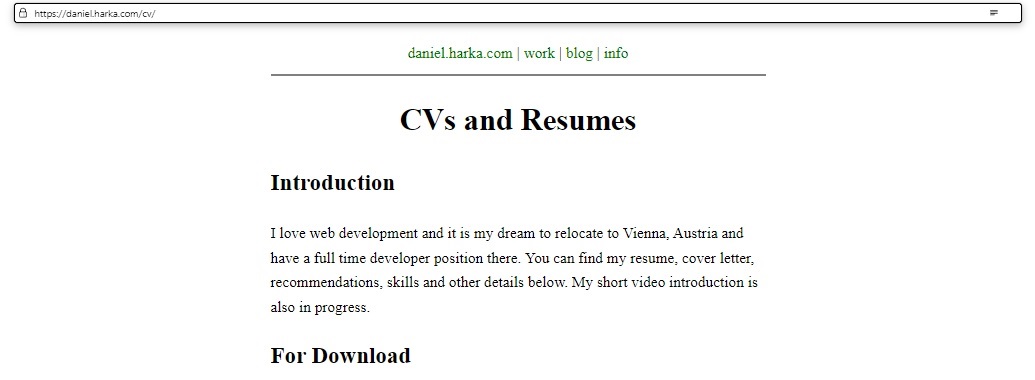 https://daniel.harka.com/cv/
daniel.harka.com | work | blog | info
CVs and Resumes
Introduction
I love web development and it is my dream to relocate to Vienna, Austria and
have a full time developer position there. You can find my resume, cover letter,
recommendations, skills and other details below. My short video introduction is
also in progress.
For Download